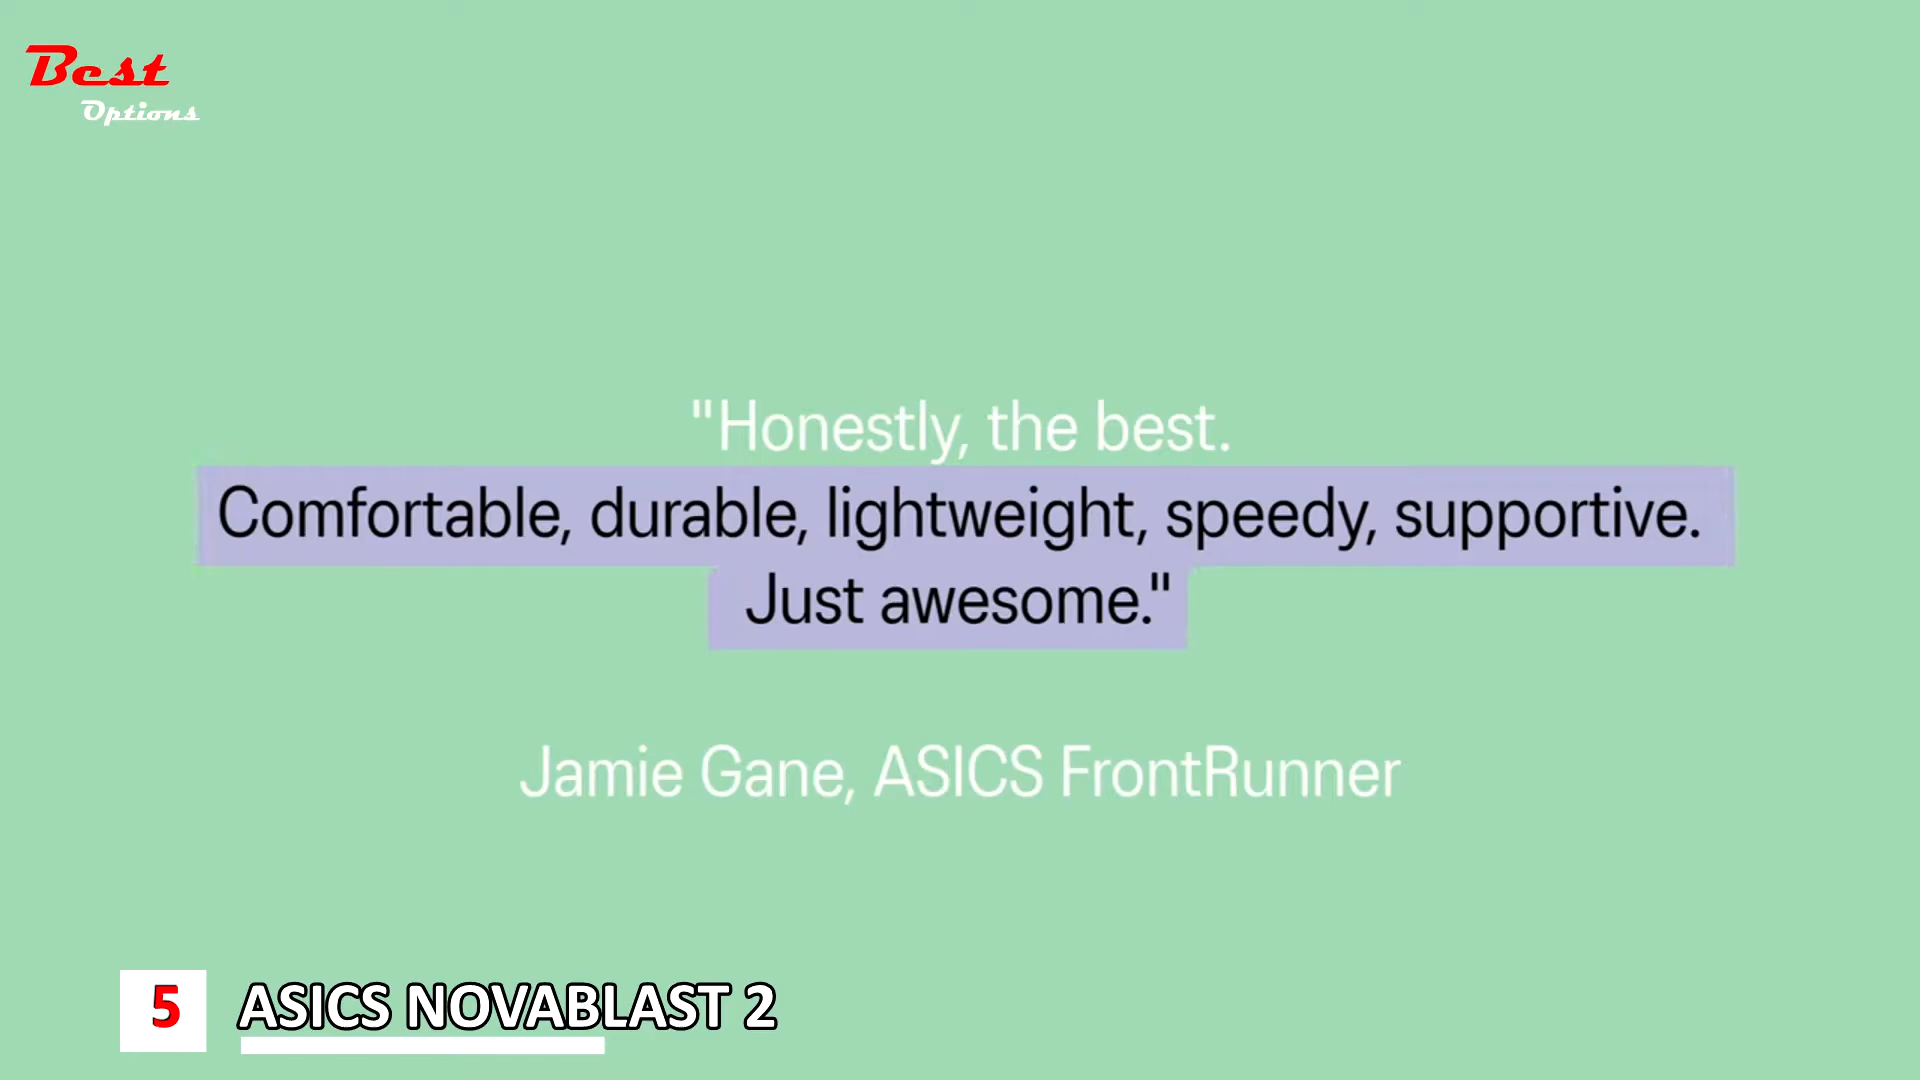 Best
Options
"Honestly, the best.
Comfortable, durable, lightweight, speedy, supportive.
Just awesome."
Jamie Gane, ASICS FrontRunner
5 ASICS NOVABLAST 2